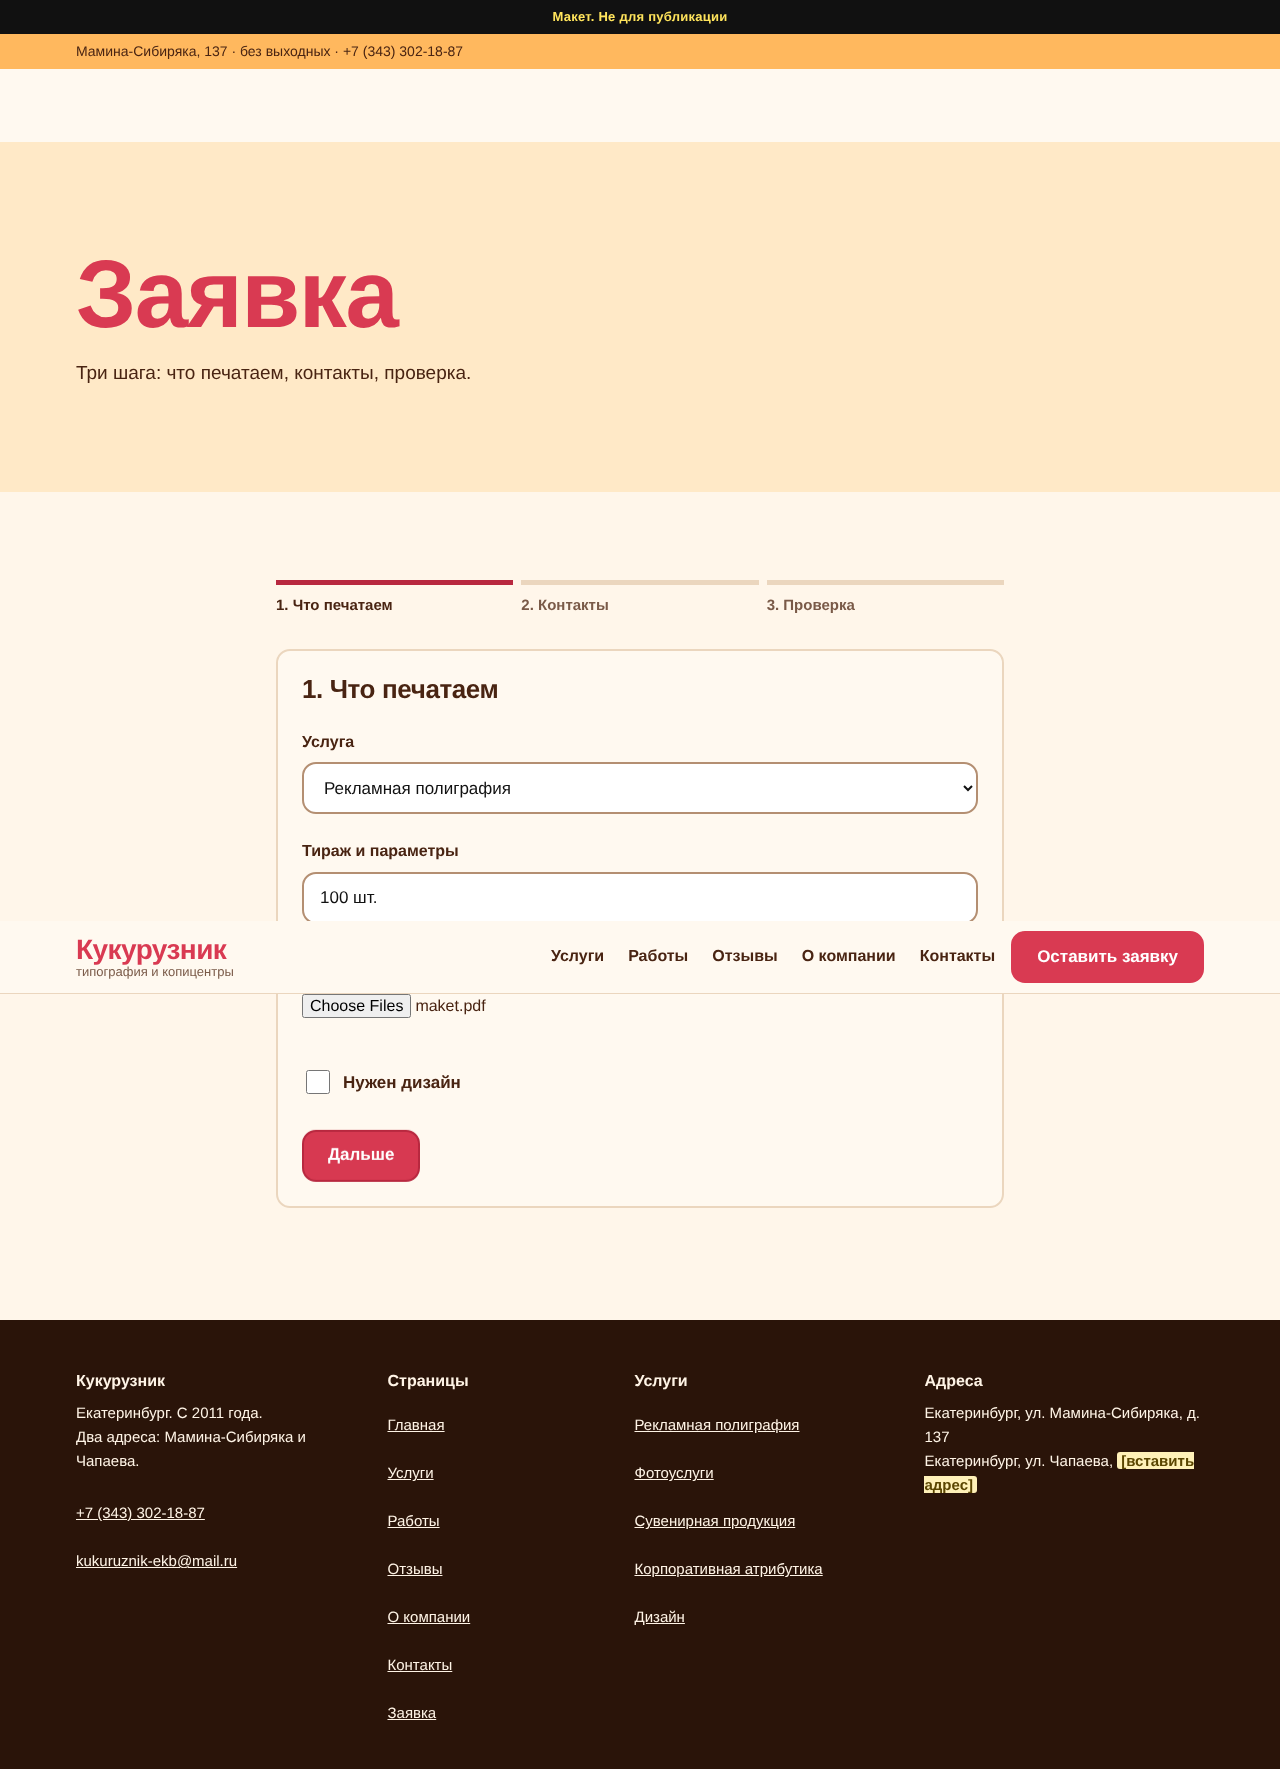 Макет. Не для публикации
Мамина-Сибиряка, 137 · без выходных · +7 (343) 302-18-87
Заявка
Три шага: что печатаем, контакты, проверка.
1. Что печатаем
2. Контакты
3. Проверка
1. Что печатаем
Услуга
Рекламная полиграфия
Тираж и параметры
100 шт.
Кукурузник
типография и копицентры
Услуги
Работы
Отзывы
О компании
Контакты
Оставить заявку
Choose Files maket.pdf
Нужен дизайн
Дальше
Кукурузник
Екатеринбург. С 2011 года.
Два адреса: Мамина-Сибиряка и
Чапаева.
+7 (343) 302-18-87
kukuruznik-ekb@mail.ru
Страницы
Главная
Услуги
Работы
Отзывы
О компании
Контакты
Заявка
Услуги
Рекламная полиграфия
Фотоуслуги
Сувенирная продукция
Корпоративная атрибутика
Дизайн
Адреса
Екатеринбург, ул. Мамина-Сибиряка, д.
137
Екатеринбург, ул. Чапаева, [вставить
адрес]